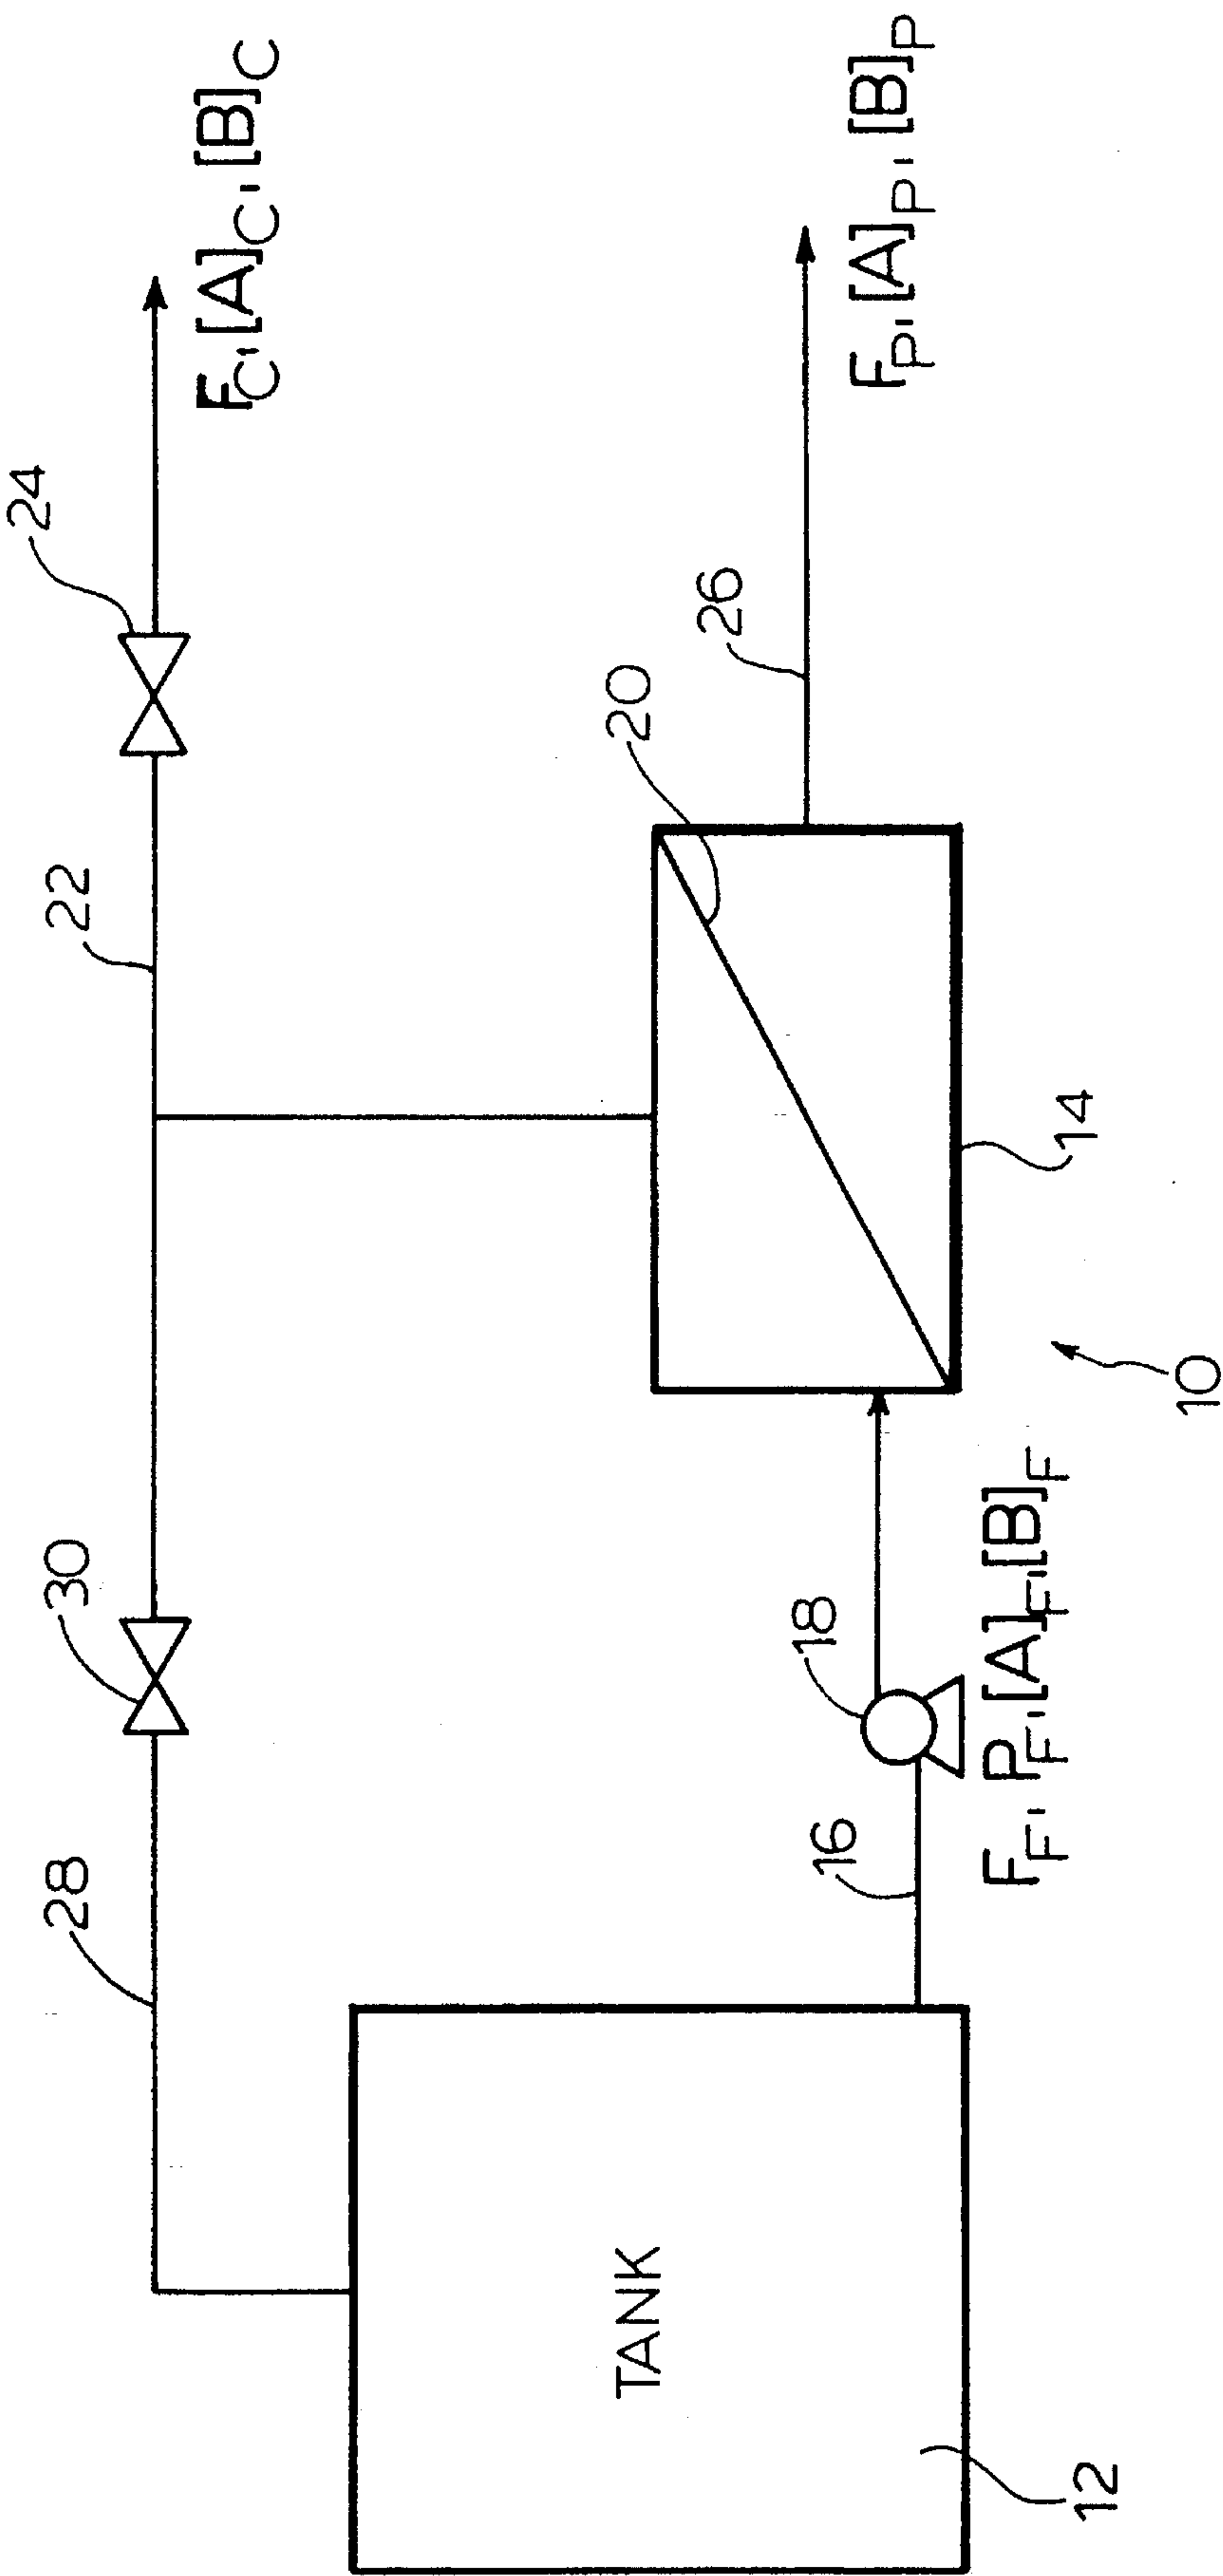 24
F_C, [A]_C, [B]_C
22
30
28
26
F_P, [A]_P, [B]_P
20
18
16
14
F_F, P_F, [A]_F, [B]_F
10
TANK
12